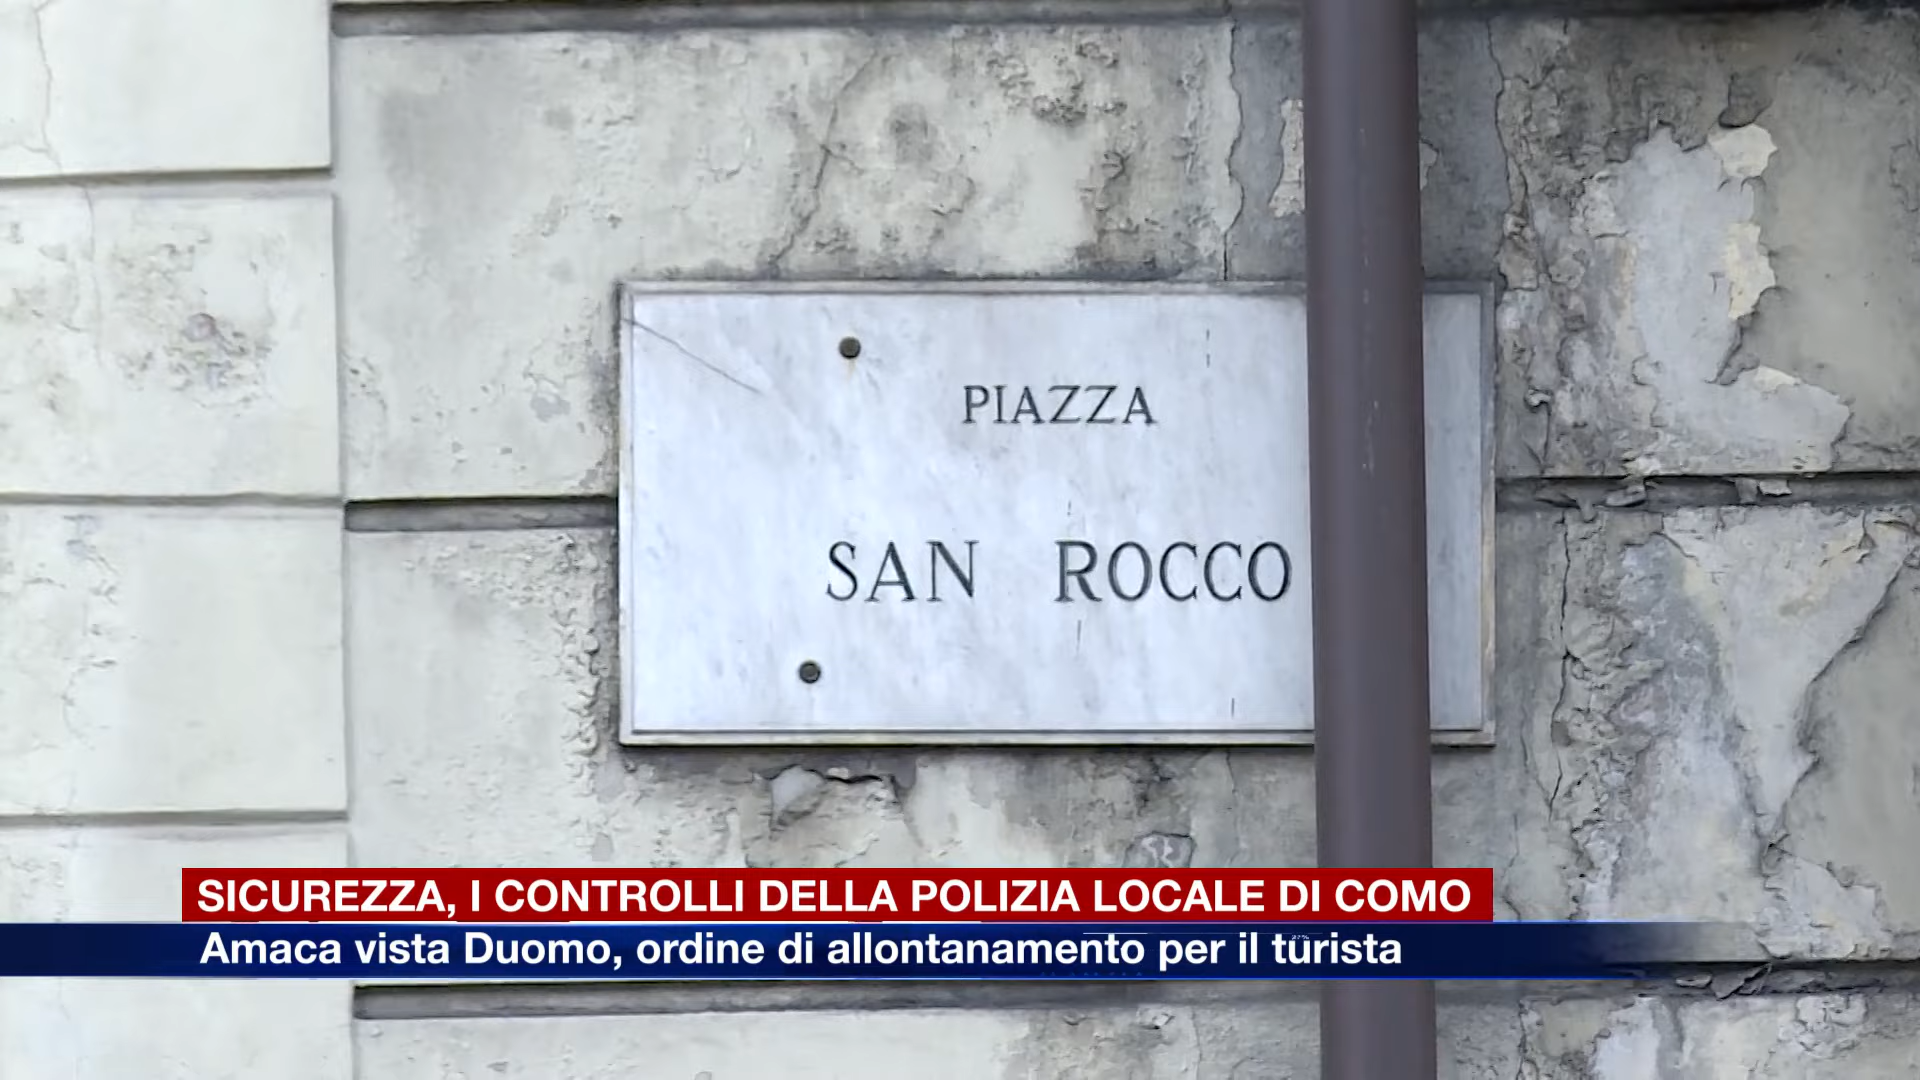 PIAZZA
SAN ROCCO
SICUREZZA, I CONTROLLI DELLA POLIZIA LOCALE DI COMO
Amaca vista Duomo, ordine di allontanamento per il turista